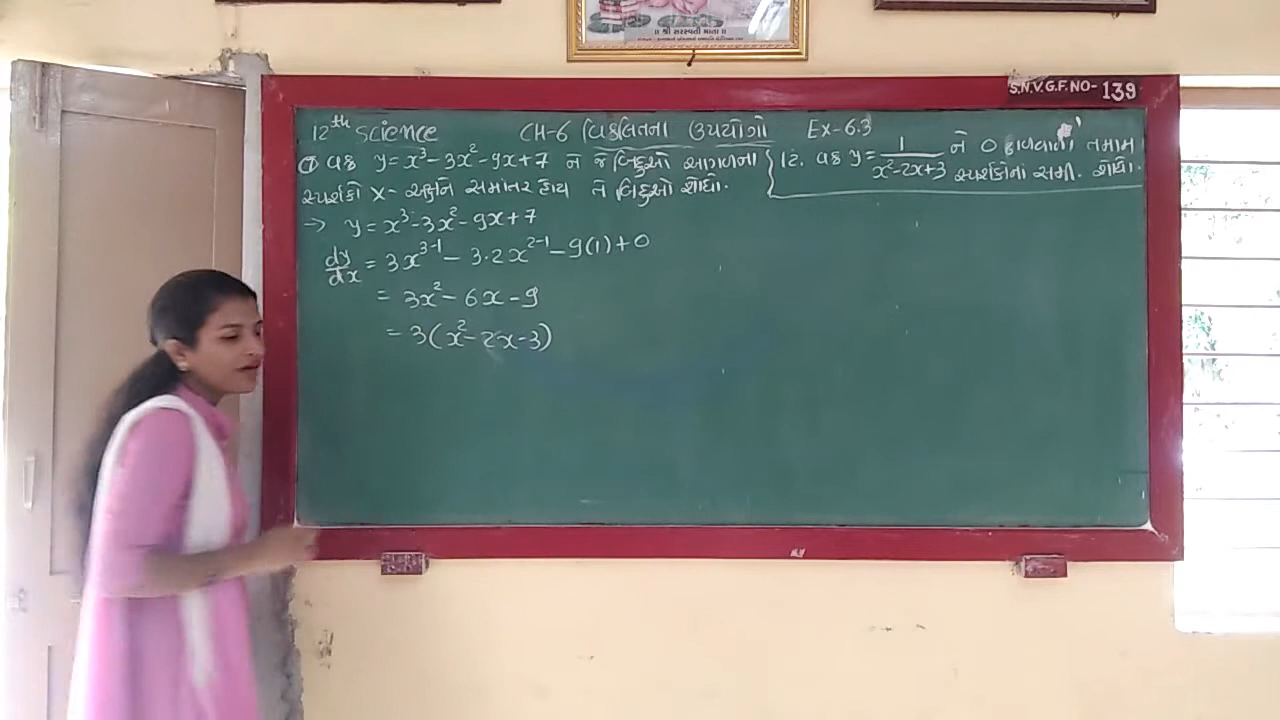 ॥ શ્રી સરસ્વતી માતા ॥
S.N.V.G.F.NO- 139
12th Science CH-6 વિકલિતના ઉપયોગો Ex-6.3
વક્ર y = x³ - 3x² - 9x + 7 ન જે બિંદુઓ આગળના
સ્પર્શકો X- અક્ષને સમાંતર હોય તે બિંદુઓ શોધો.
12. વક્ર y = 1/(x² - 2x + 3) ને 0 ઢાળવાળા તમામ
સ્પર્શકોનાં સમી. શોધો.
→ y = x³ - 3x² - 9x + 7
dy/dx = 3x³⁻¹ - 3·2x²⁻¹ - 9(1) + 0
= 3x² - 6x - 9
= 3(x² - 2x - 3)